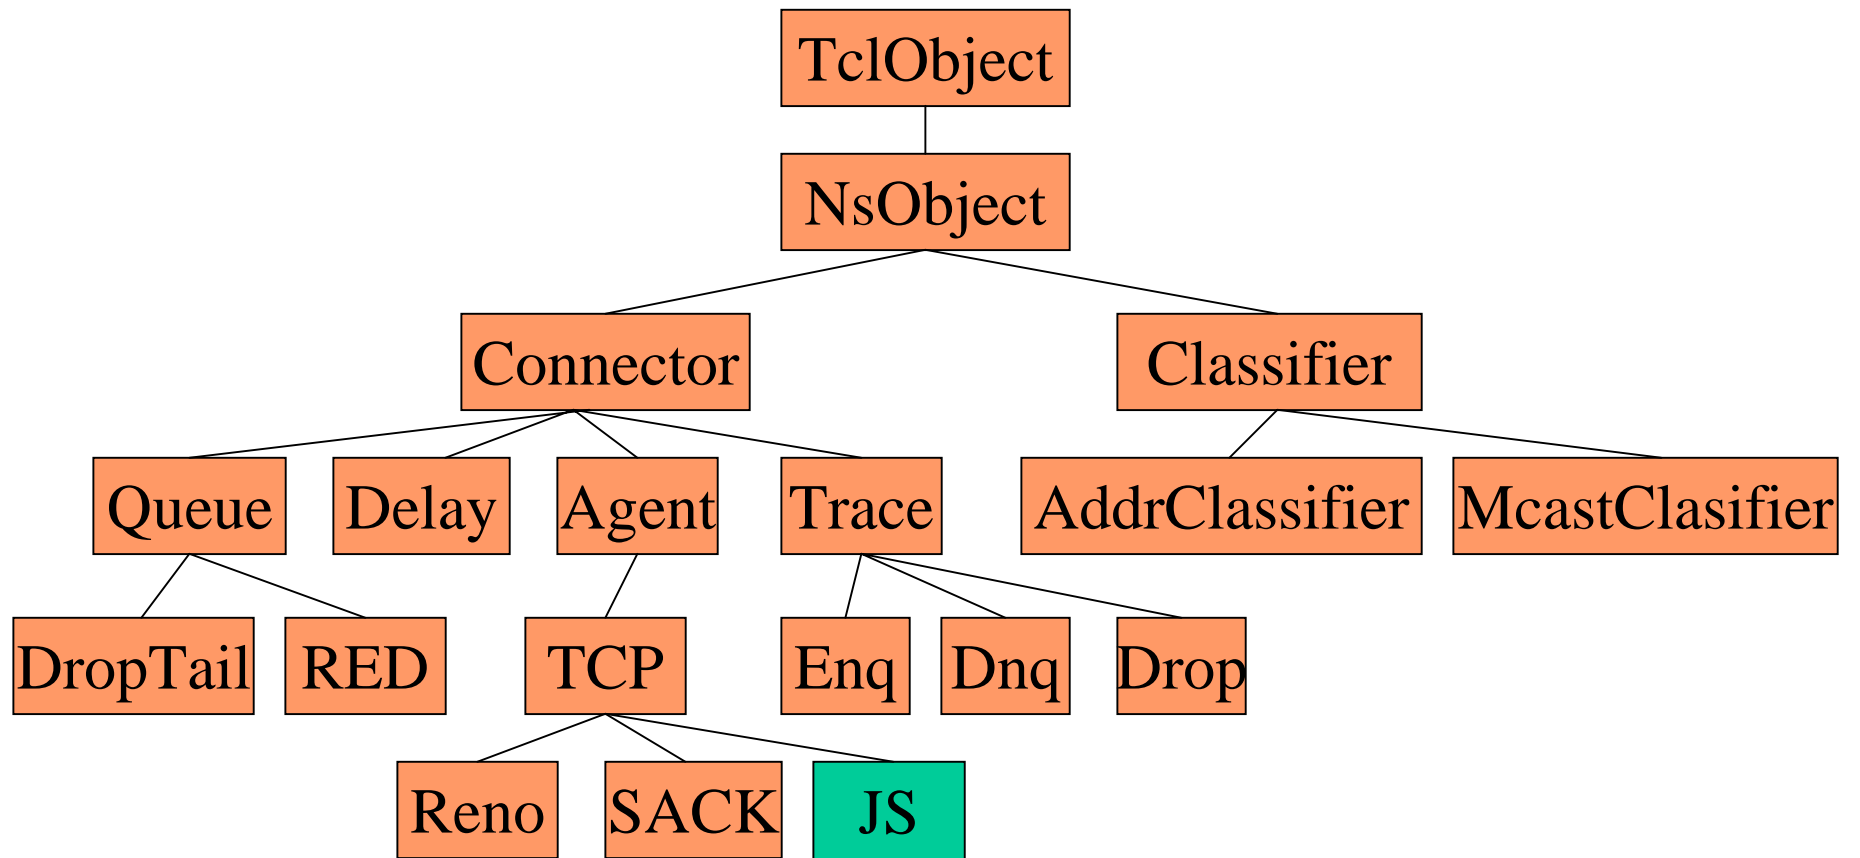 TclObject
NsObject
Connector
Classifier
Queue
Delay
Agent
Trace
AddrClassifier
McastClasifier
DropTail
RED
TCP
Enq
Dnq
Drop
Reno
SACK
JS